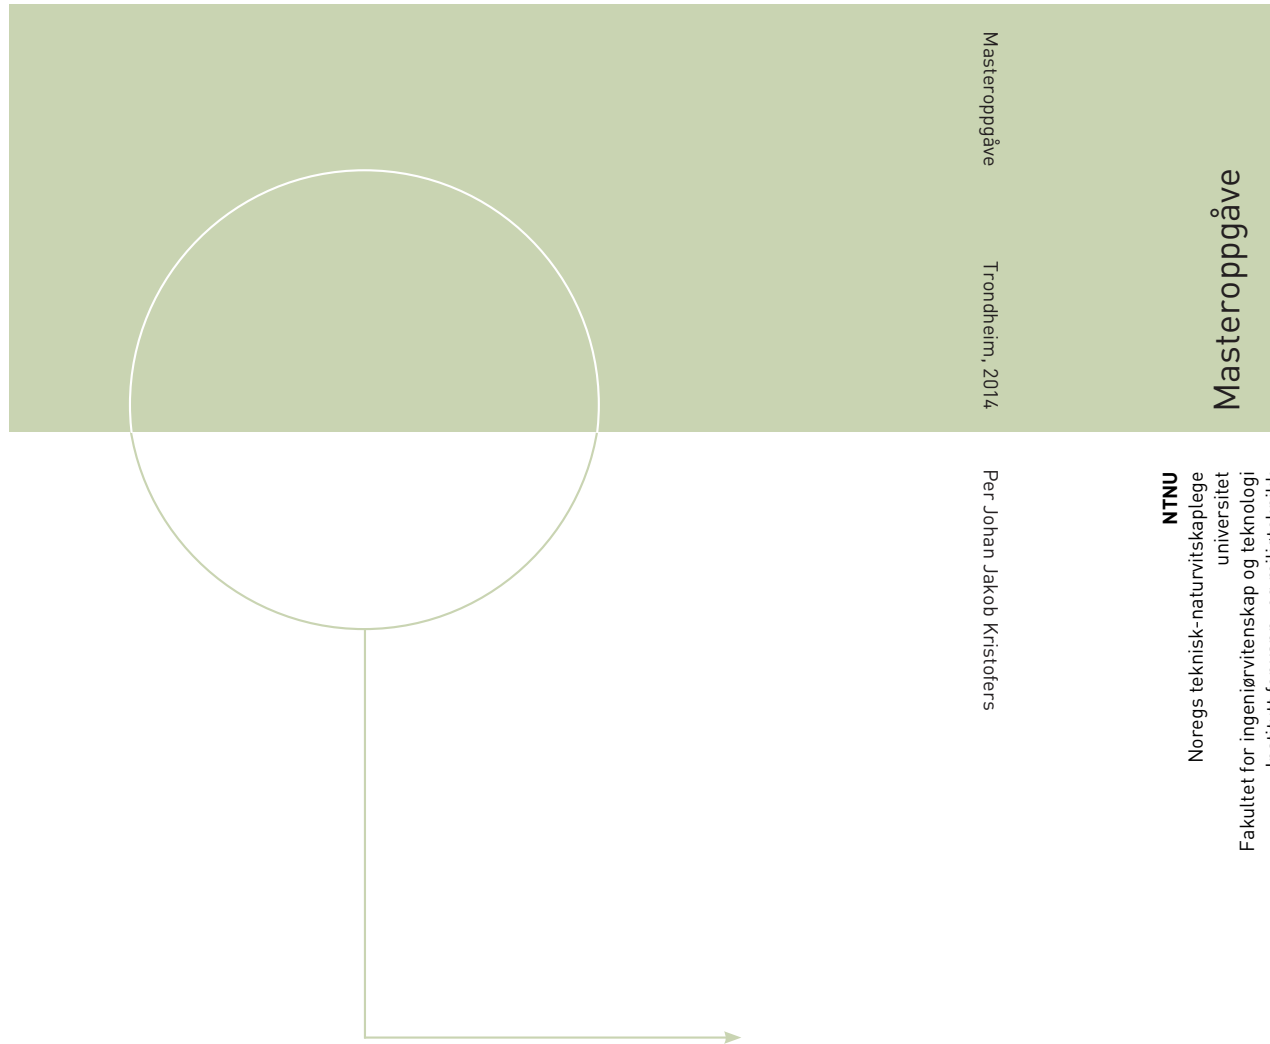 Masteroppgåve
Trondheim, 2014
Per Johan Jakob Kristofers
Masteroppgåve
NTNU
Noregs teknisk-naturvitskaplege
universitet
Fakultet for ingeniørvitenskap og teknologi